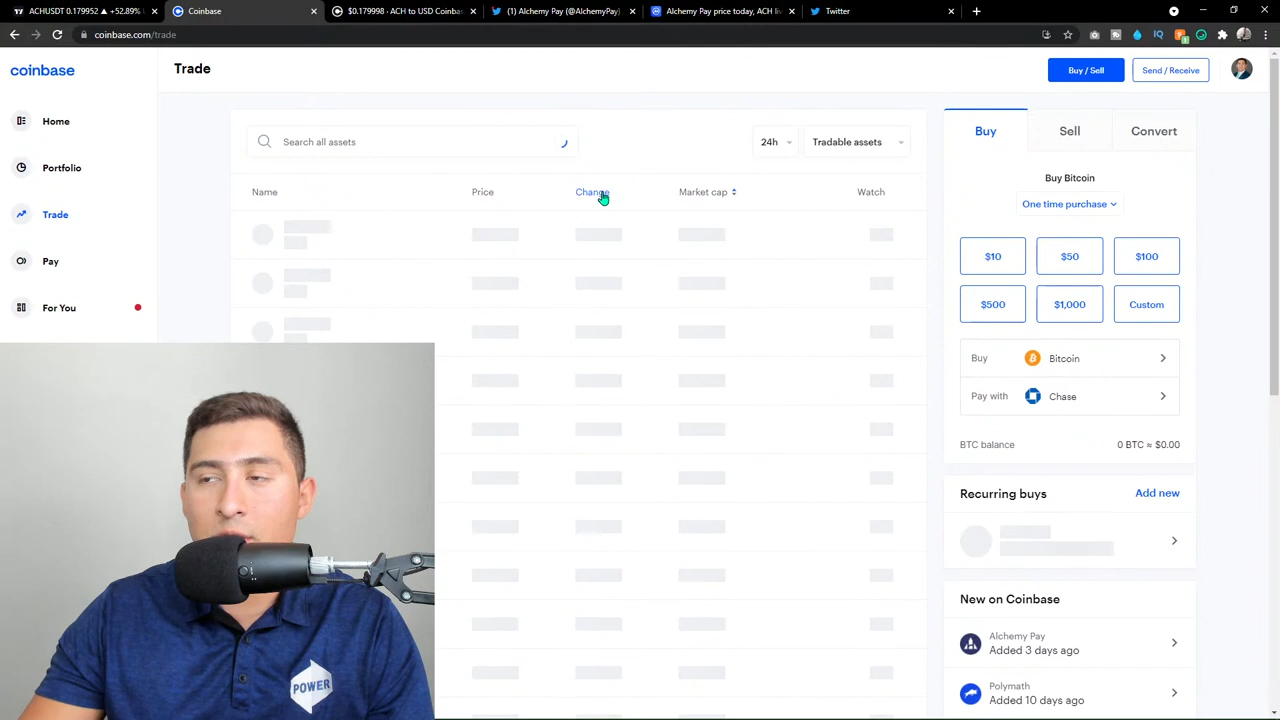 ACHUSDT 0.179952 ▲ +52.89%
Coinbase
$0.179998 - ACH to USD Coinbas
(1) Alchemy Pay (@AlchemyPay)
Alchemy Pay price today, ACH liv
Twitter
coinbase.com/trade
coinbase
Trade
Buy / Sell
Send / Receive
Home
Portfolio
Trade
Pay
For You
Search all assets
24h
Tradable assets
Name
Price
Change
Market cap
Watch
Buy
Sell
Convert
Buy Bitcoin
One time purchase
$10
$50
$100
$500
$1,000
Custom
Buy
Bitcoin
Pay with
Chase
BTC balance
0 BTC ≈ $0.00
Recurring buys
Add new
New on Coinbase
Alchemy Pay
Added 3 days ago
Polymath
Added 10 days ago
POWER